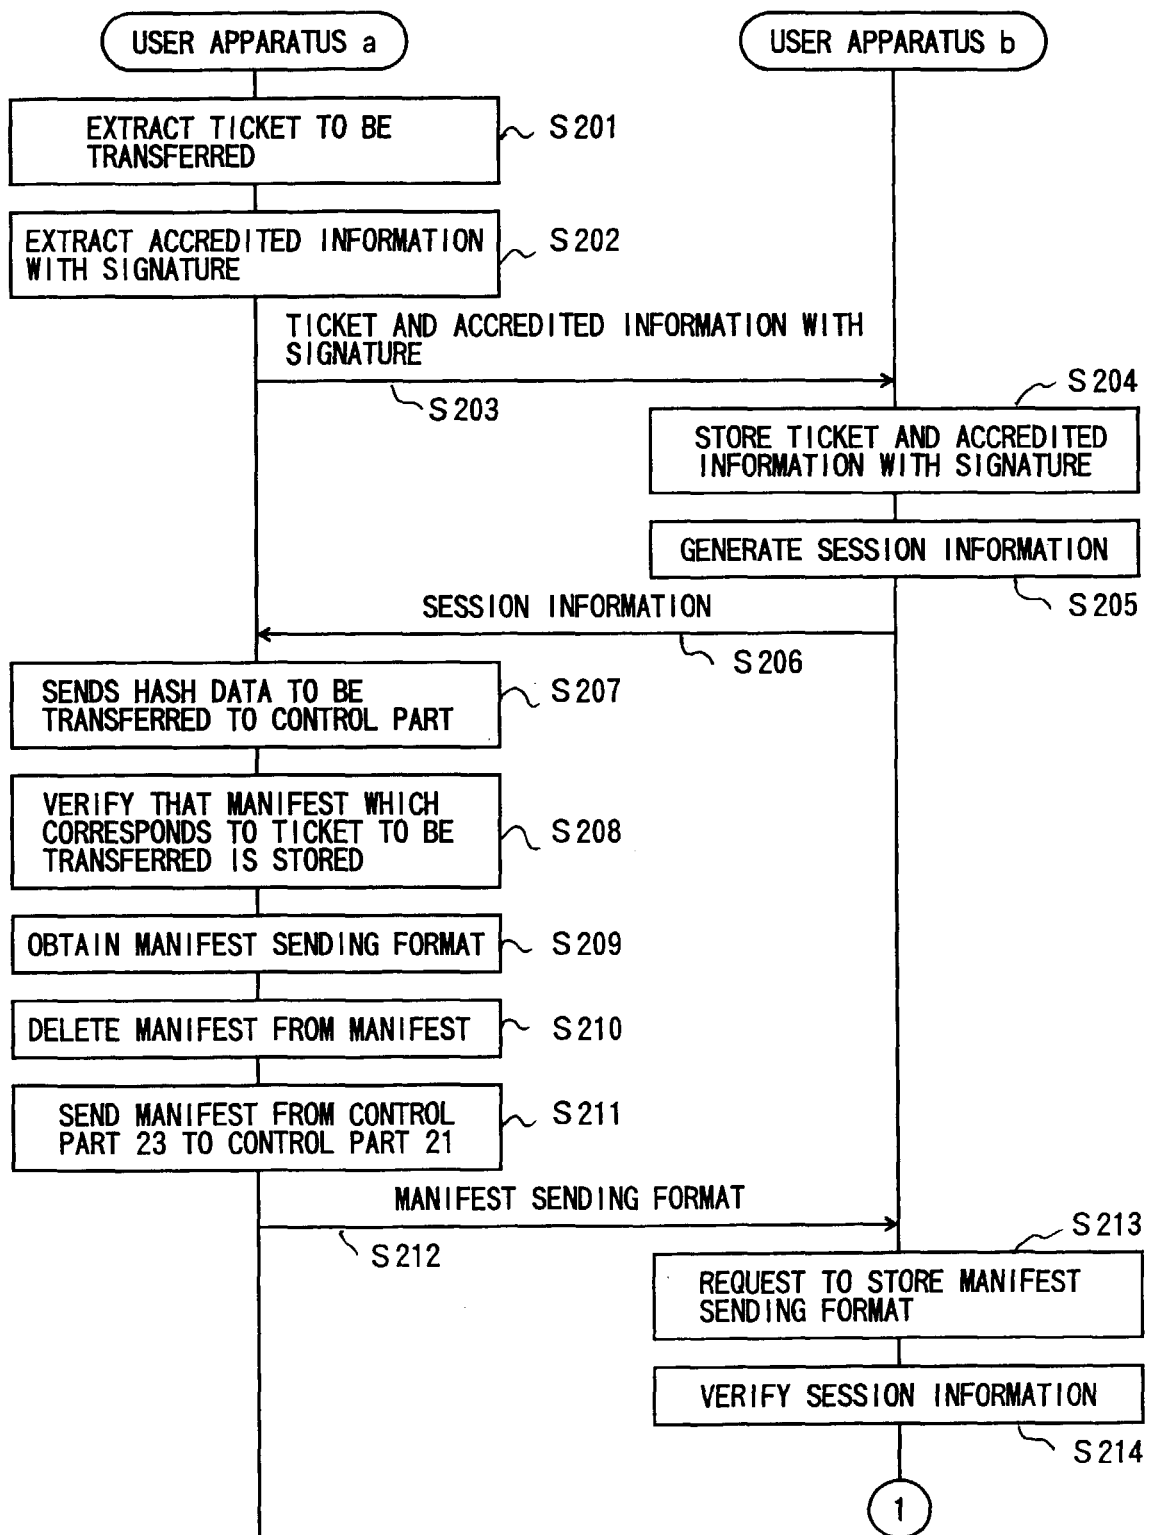 USER APPARATUS a
USER APPARATUS b
EXTRACT TICKET TO BE
TRANSFERRED
S201
EXTRACT ACCREDITED INFORMATION
WITH SIGNATURE
S202
TICKET AND ACCREDITED INFORMATION WITH
SIGNATURE
S203
S204
STORE TICKET AND ACCREDITED
INFORMATION WITH SIGNATURE
GENERATE SESSION INFORMATION
S205
SESSION INFORMATION
S206
SENDS HASH DATA TO BE
TRANSFERRED TO CONTROL PART
S207
VERIFY THAT MANIFEST WHICH
CORRESPONDS TO TICKET TO BE
TRANSFERRED IS STORED
S208
OBTAIN MANIFEST SENDING FORMAT
S209
DELETE MANIFEST FROM MANIFEST
S210
SEND MANIFEST FROM CONTROL
PART 23 TO CONTROL PART 21
S211
MANIFEST SENDING FORMAT
S212
S213
REQUEST TO STORE MANIFEST
SENDING FORMAT
VERIFY SESSION INFORMATION
S214
1